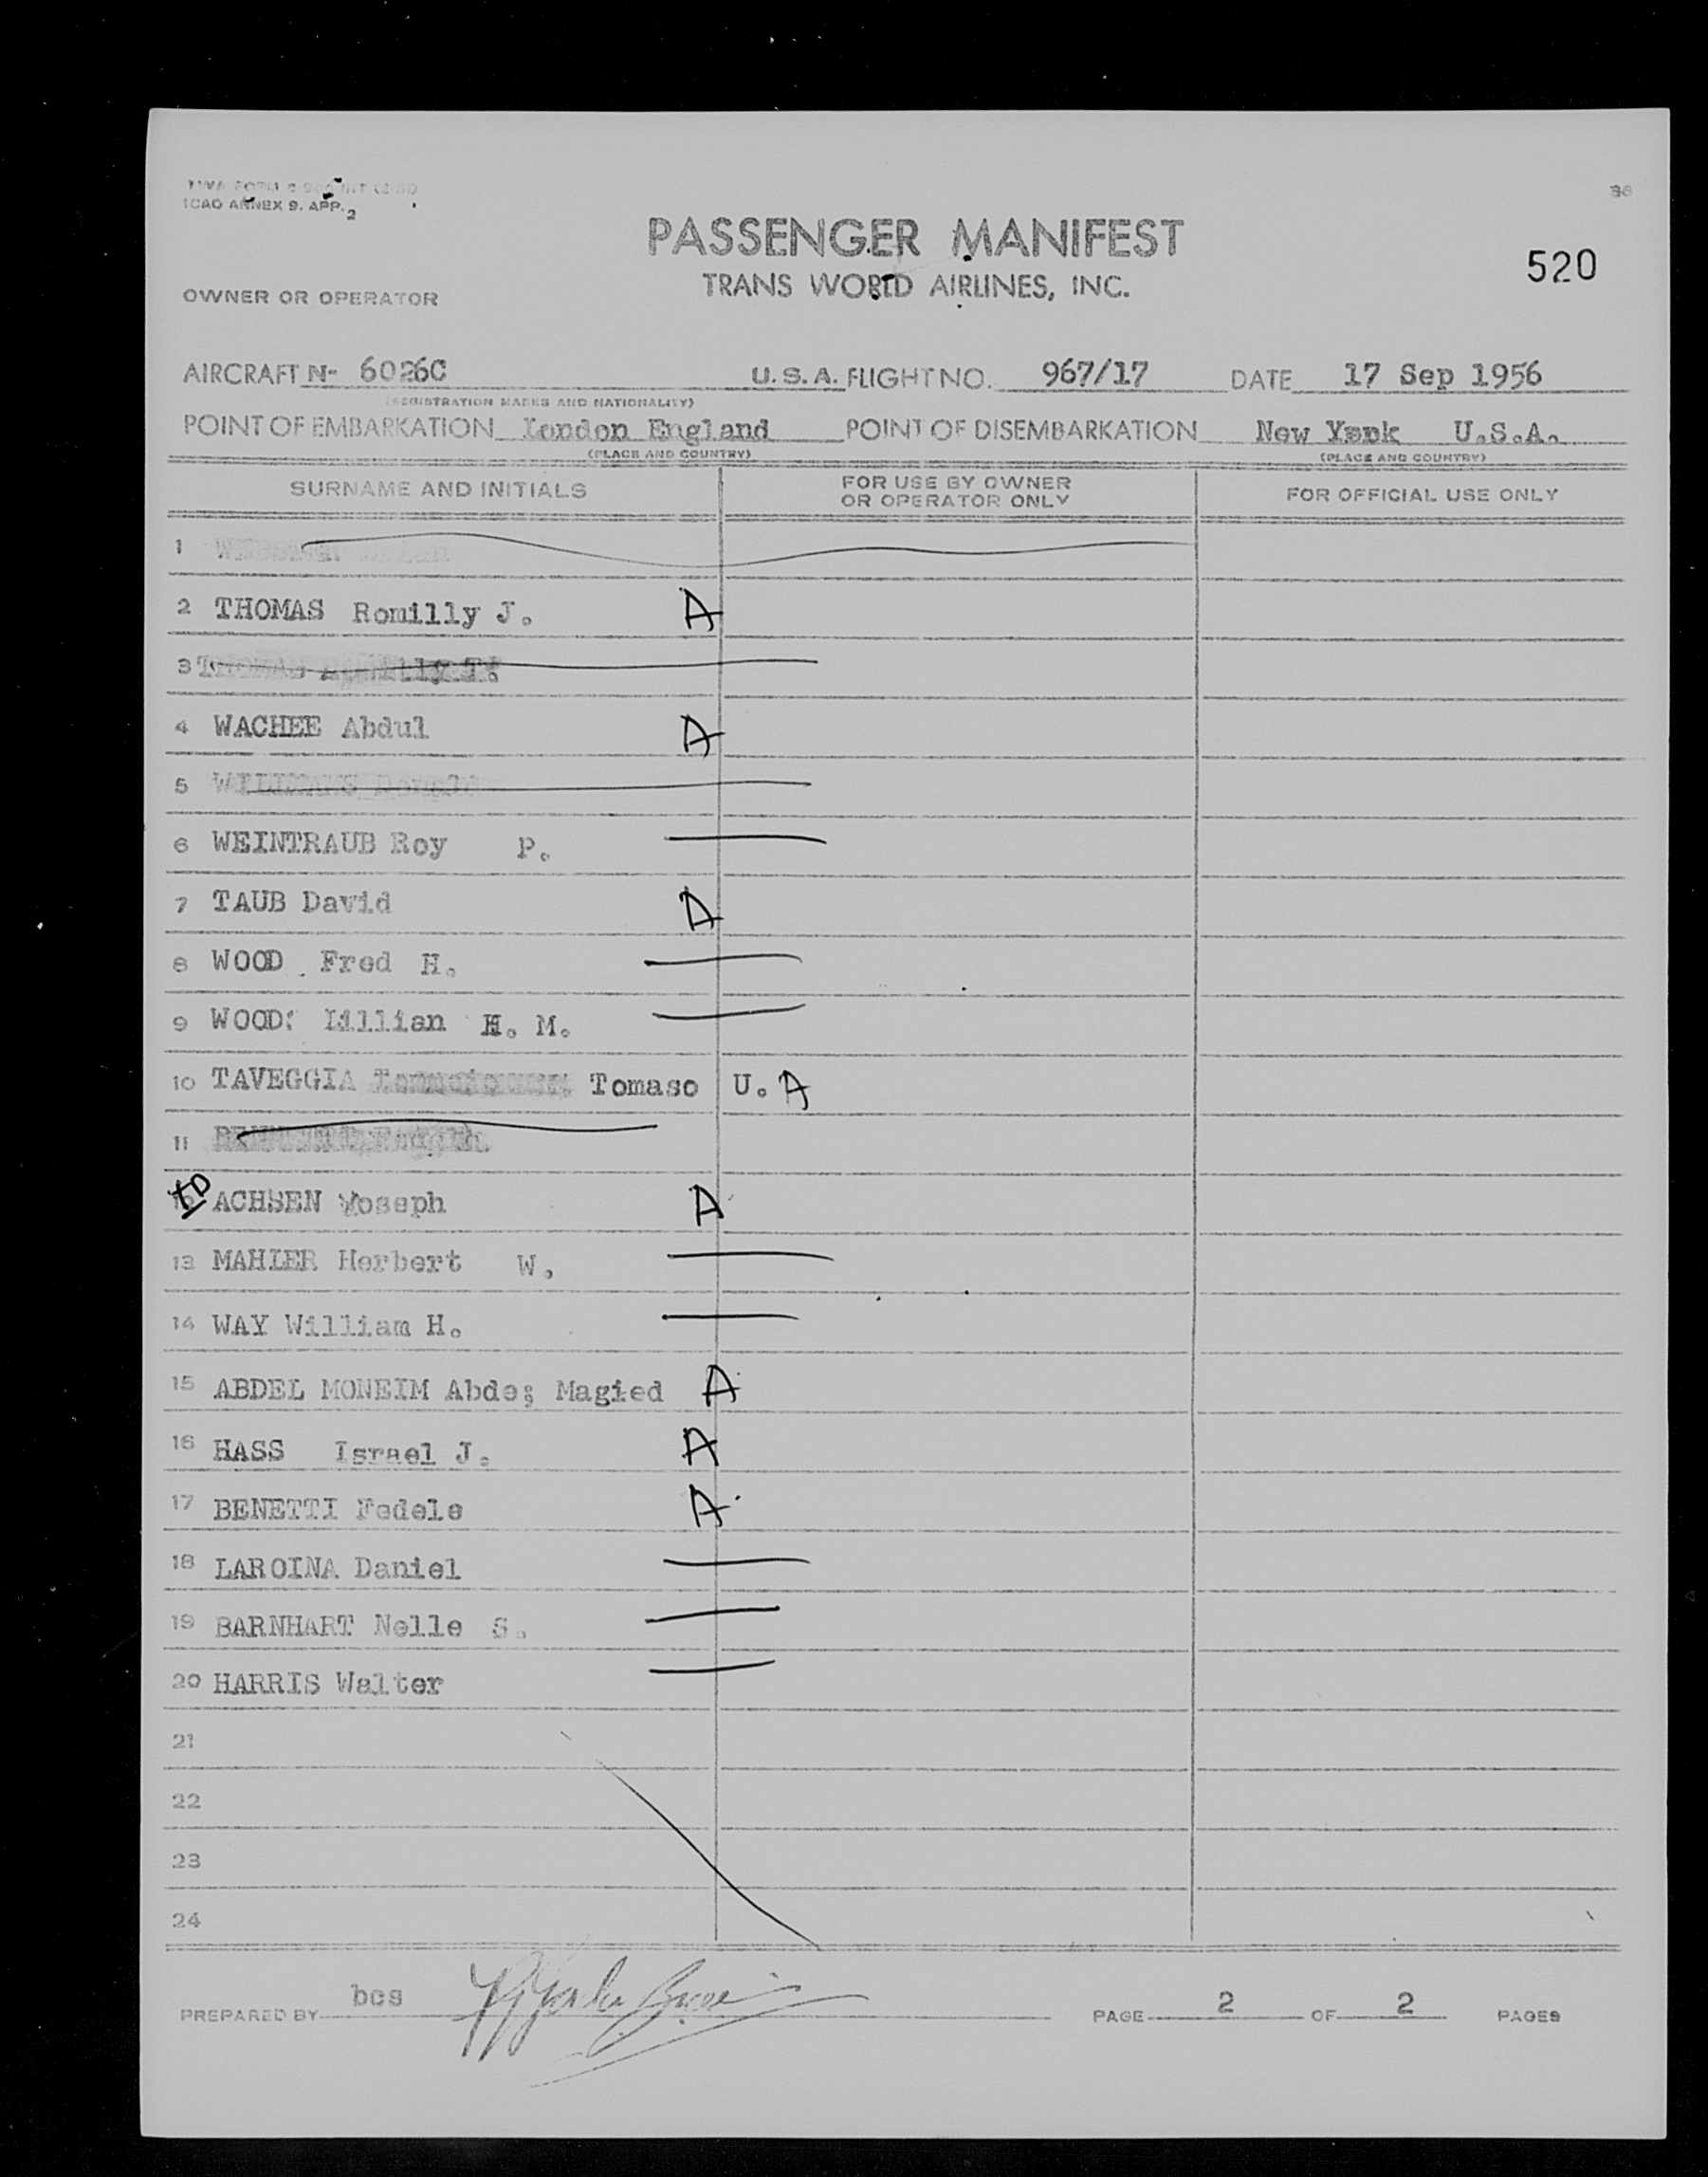 ICAO ANNEX 9. APP. 2
PASSENGER MANIFEST
520
TRANS WORLD AIRLINES, INC.
OWNER OR OPERATOR
AIRCRAFT N- 6026C U.S.A. FLIGHT NO. 967/17 DATE 17 Sep 1956
(REGISTRATION MARKS AND NATIONALITY)
POINT OF EMBARKATION London England POINT OF DISEMBARKATION New York U.S.A.
(PLACE AND COUNTRY) (PLACE AND COUNTRY)
SURNAME AND INITIALS FOR USE BY OWNER OR OPERATOR ONLY FOR OFFICIAL USE ONLY
1
2 THOMAS Romilly J. A
3
4 WACHEE Abdul A
5
6 WEINTRAUB Roy P.
7 TAUB David A
8 WOOD Fred H.
9 WOOD: Lillian H. M.
10 TAVEGGIA Tomaso U. A
11
ACHSEN Yoseph A
13 MAHLER Herbert W.
14 WAY William H.
15 ABDEL MONEIM Abde; Magied A
16 HASS Israel J. A
17 BENETTI Fedele A
18 LAROINA Daniel
19 BARNHART Nelle S.
20 HARRIS Walter
21
22
23
24
PREPARED BY bcs PAGE 2 OF 2 PAGES